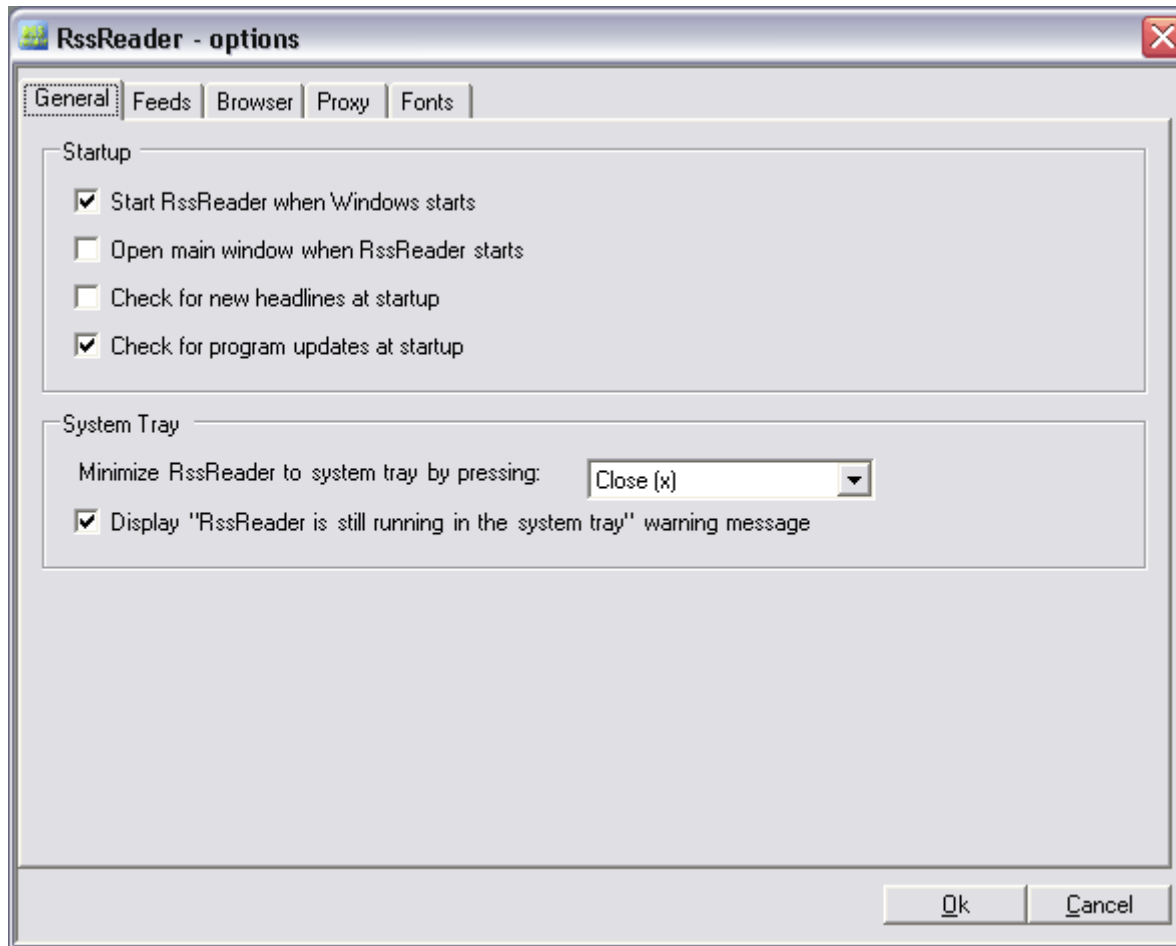 RssReader - options
General Feeds Browser Proxy Fonts
Startup
Start RssReader when Windows starts
Open main window when RssReader starts
Check for new headlines at startup
Check for program updates at startup
System Tray
Minimize RssReader to system tray by pressing: Close (x)
Display "RssReader is still running in the system tray" warning message
Ok Cancel